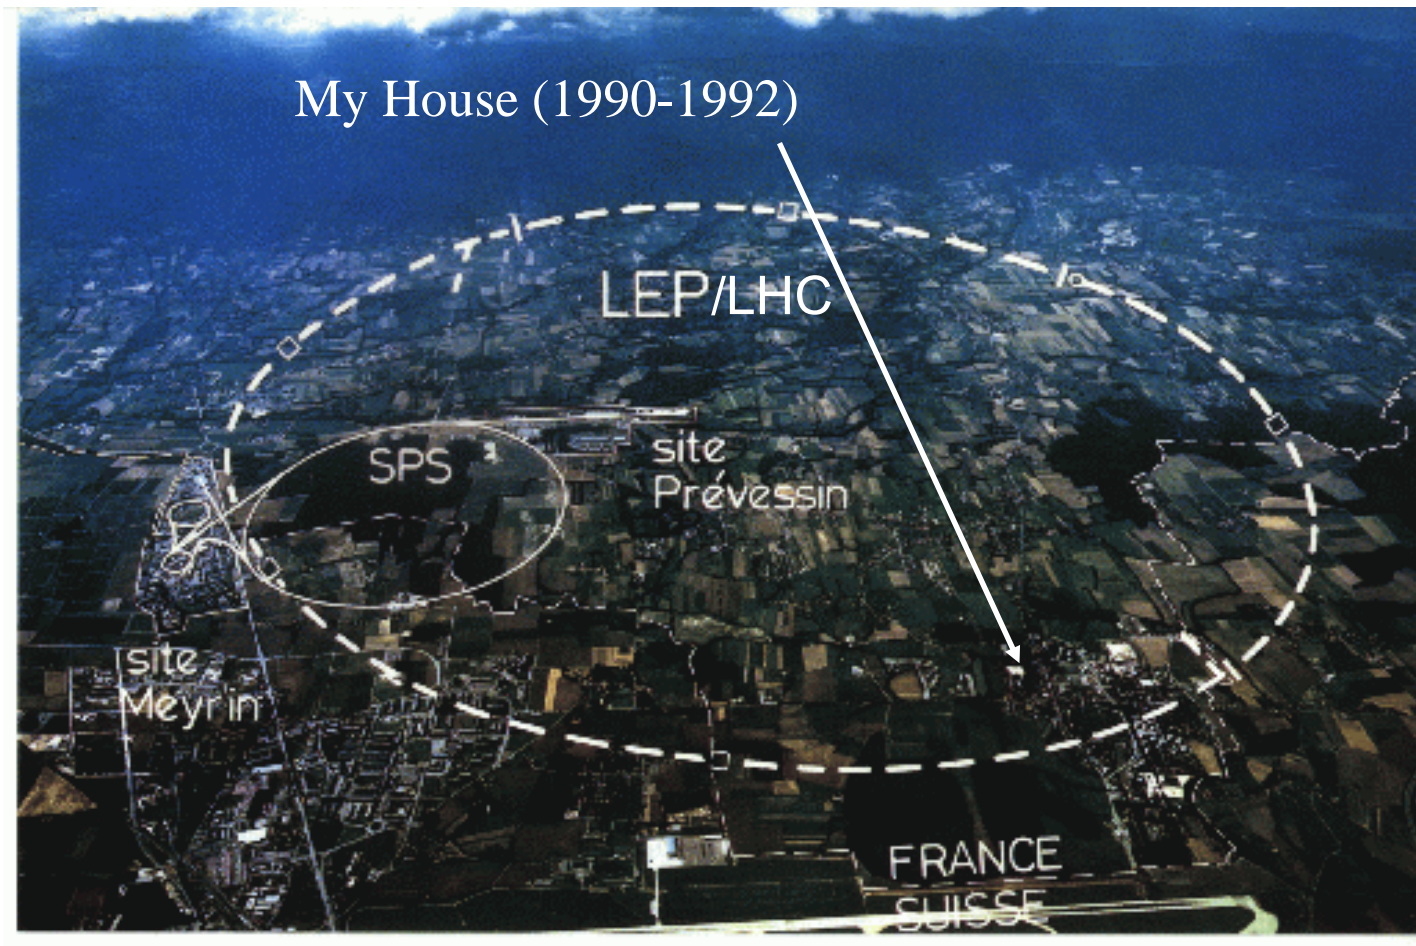 My House (1990-1992)
LEP/LHC
SPS
site
Prévessin
site
Meyrin
FRANCE
SUISSE